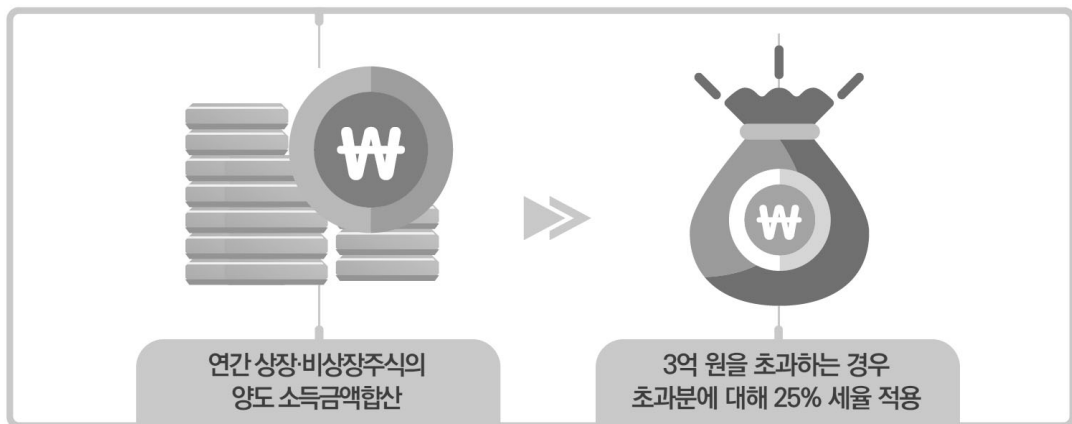 ₩
₩
연간 상장·비상장주식의
양도 소득금액합산
3억 원을 초과하는 경우
초과분에 대해 25% 세율 적용